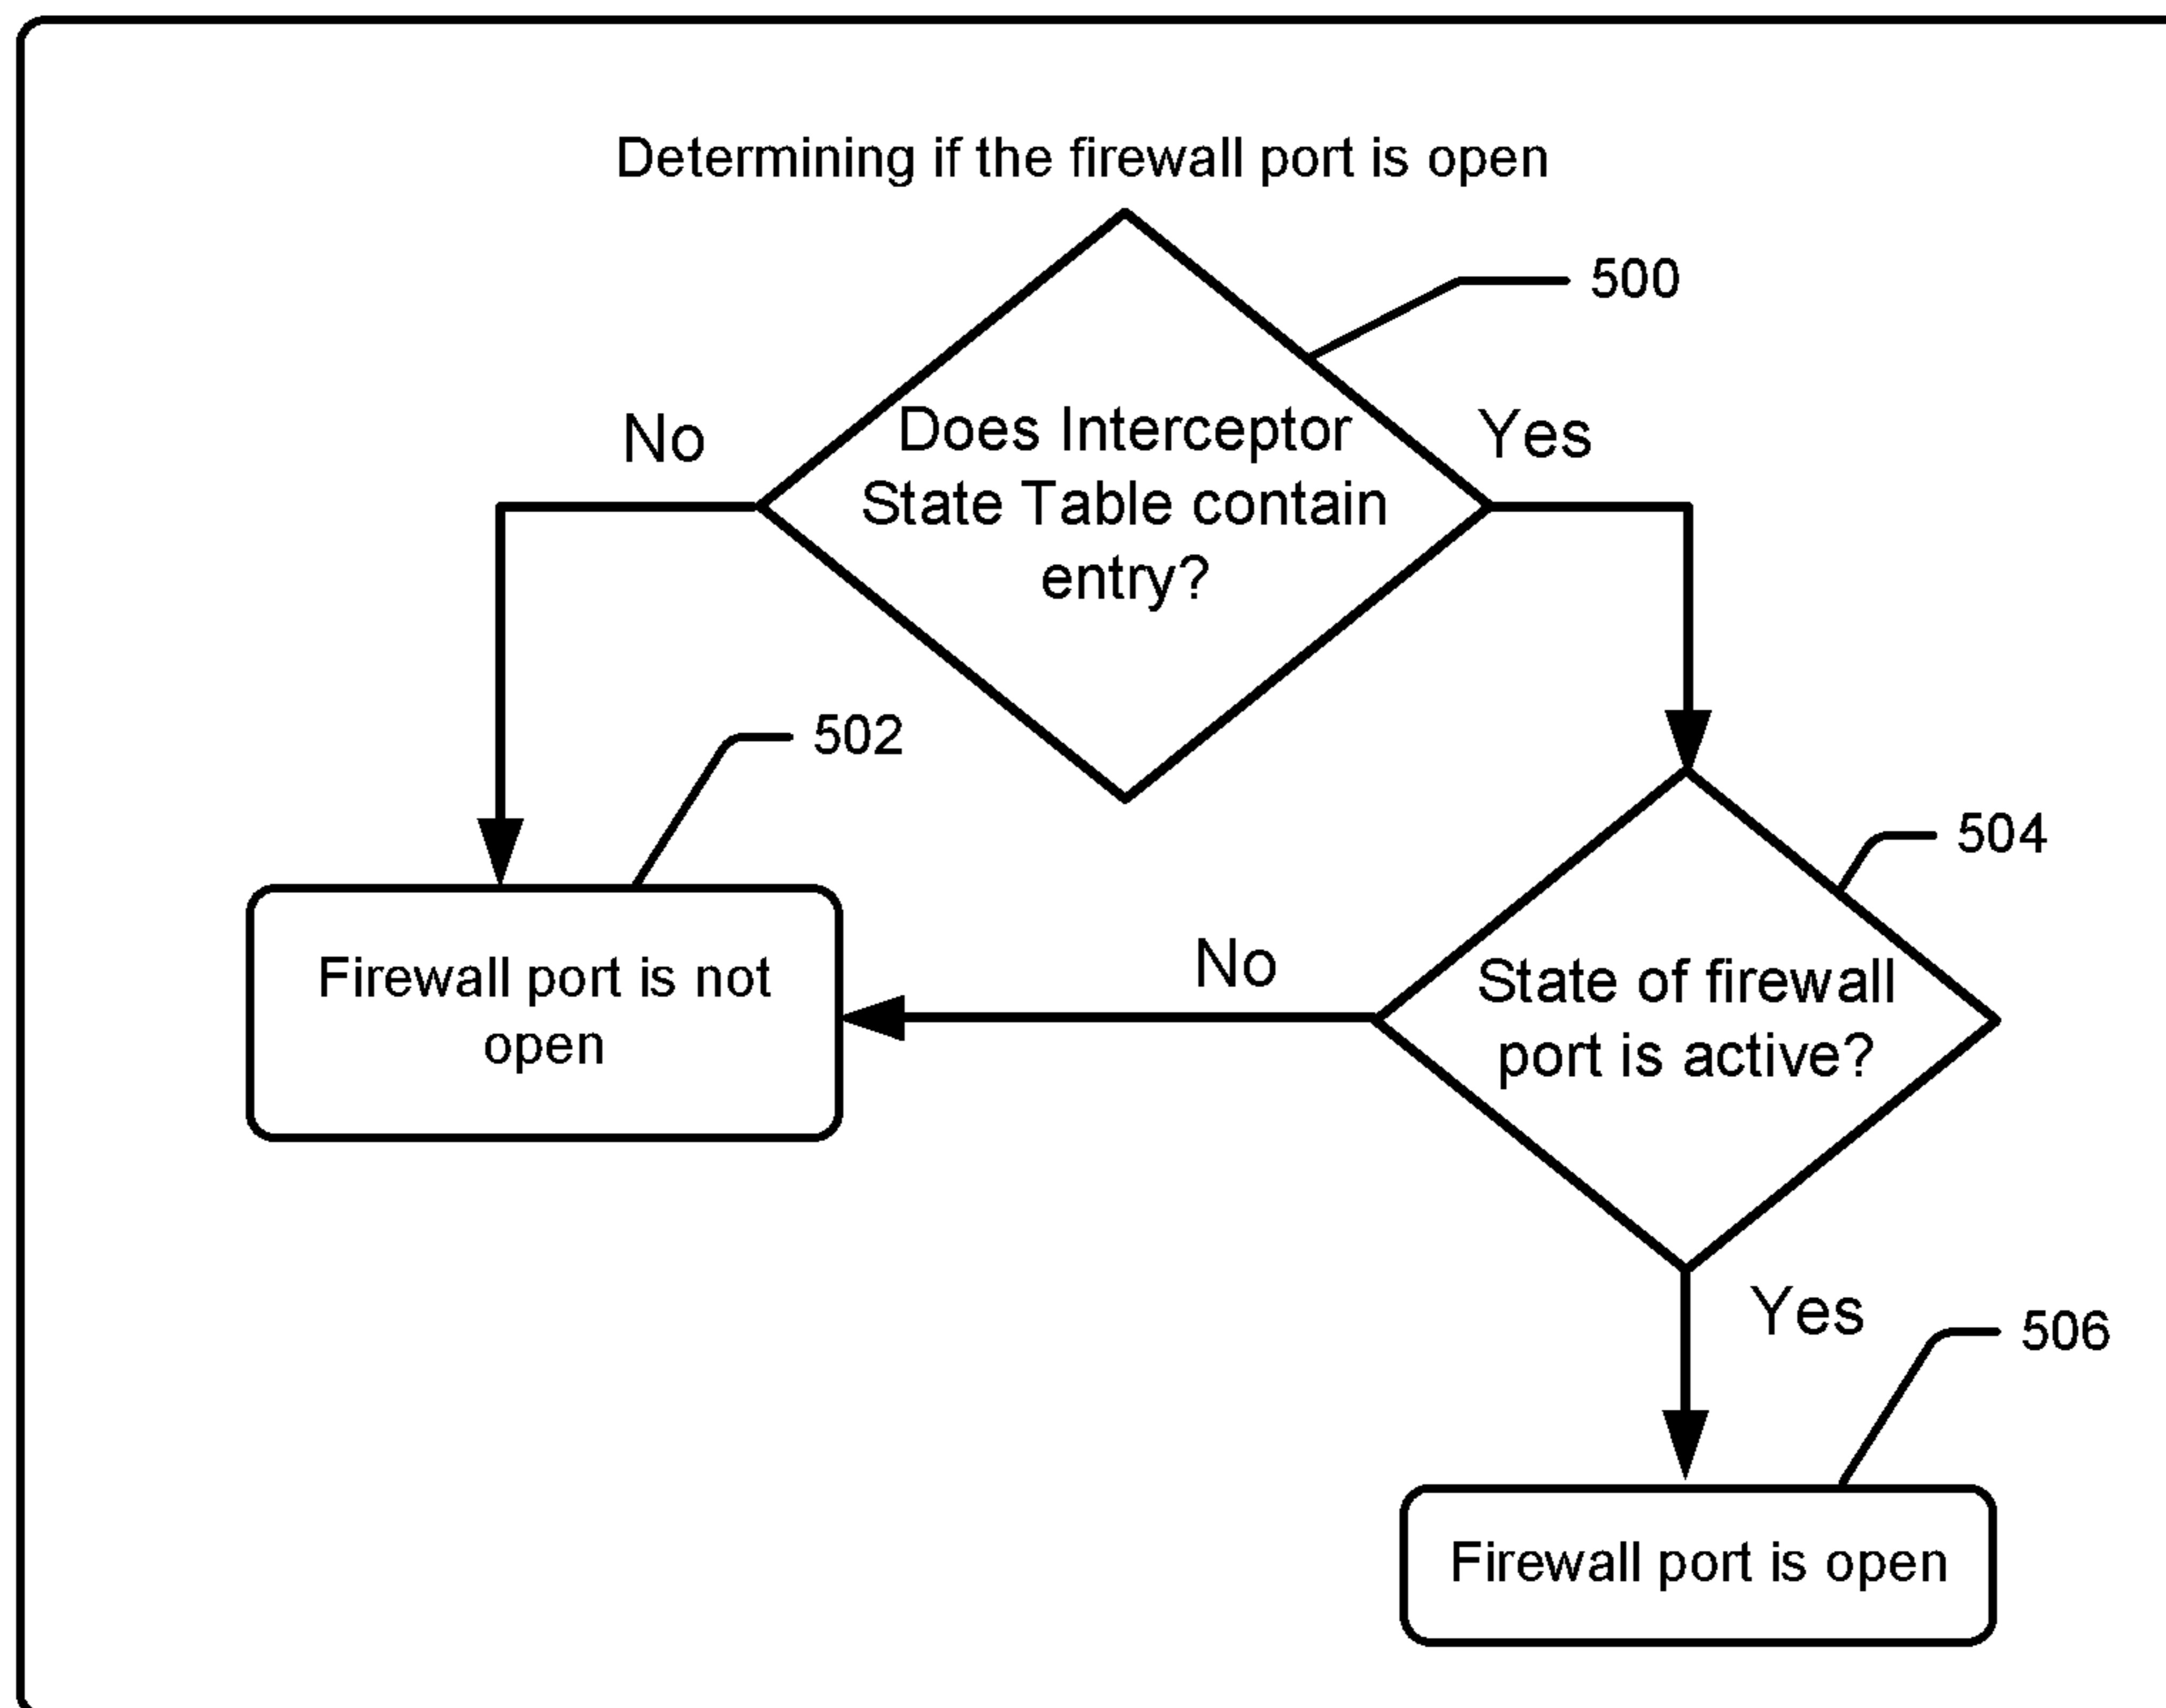 Determining if the firewall port is open
500
No
Does Interceptor
State Table contain
entry?
Yes
502
504
Firewall port is not
open
No
State of firewall
port is active?
Yes
506
Firewall port is open